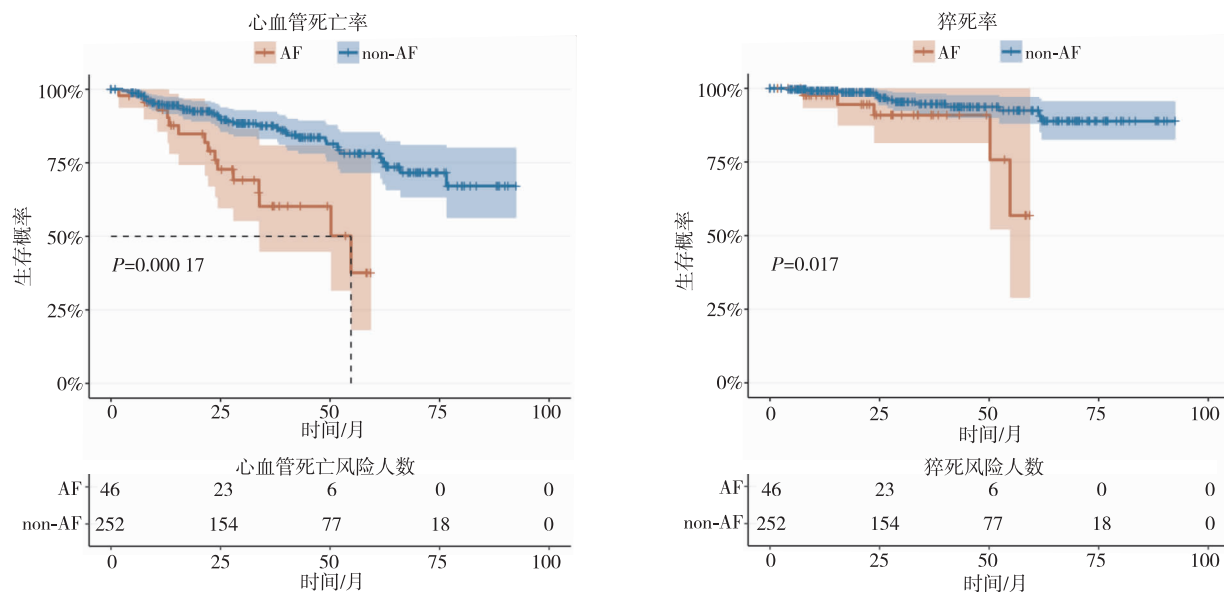 心血管死亡率
AF non-AF
100%
75%
50%
25%
0%
生存概率
P=0.000 17
0 25 50 75 100
时间/月
心血管死亡风险人数
AF 46 23 6 0 0
non-AF 252 154 77 18 0
0 25 50 75 100
时间/月
猝死率
AF non-AF
100%
75%
50%
25%
0%
生存概率
P=0.017
0 25 50 75 100
时间/月
猝死风险人数
AF 46 23 6 0 0
non-AF 252 154 77 18 0
0 25 50 75 100
时间/月